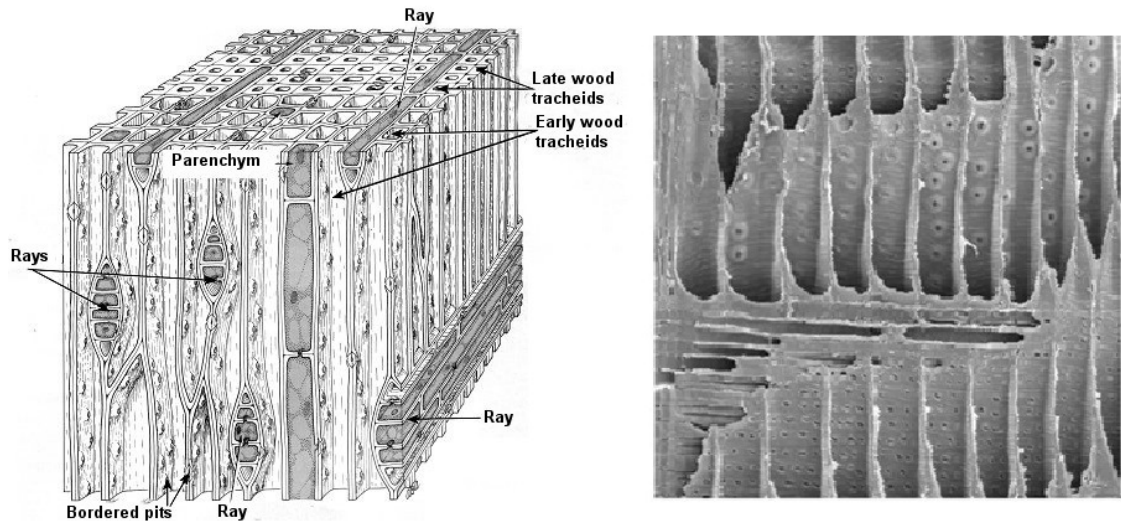 Ray
Late wood
tracheids
Early wood
tracheids
Parenchym
Rays
Ray
Bordered pits
Ray